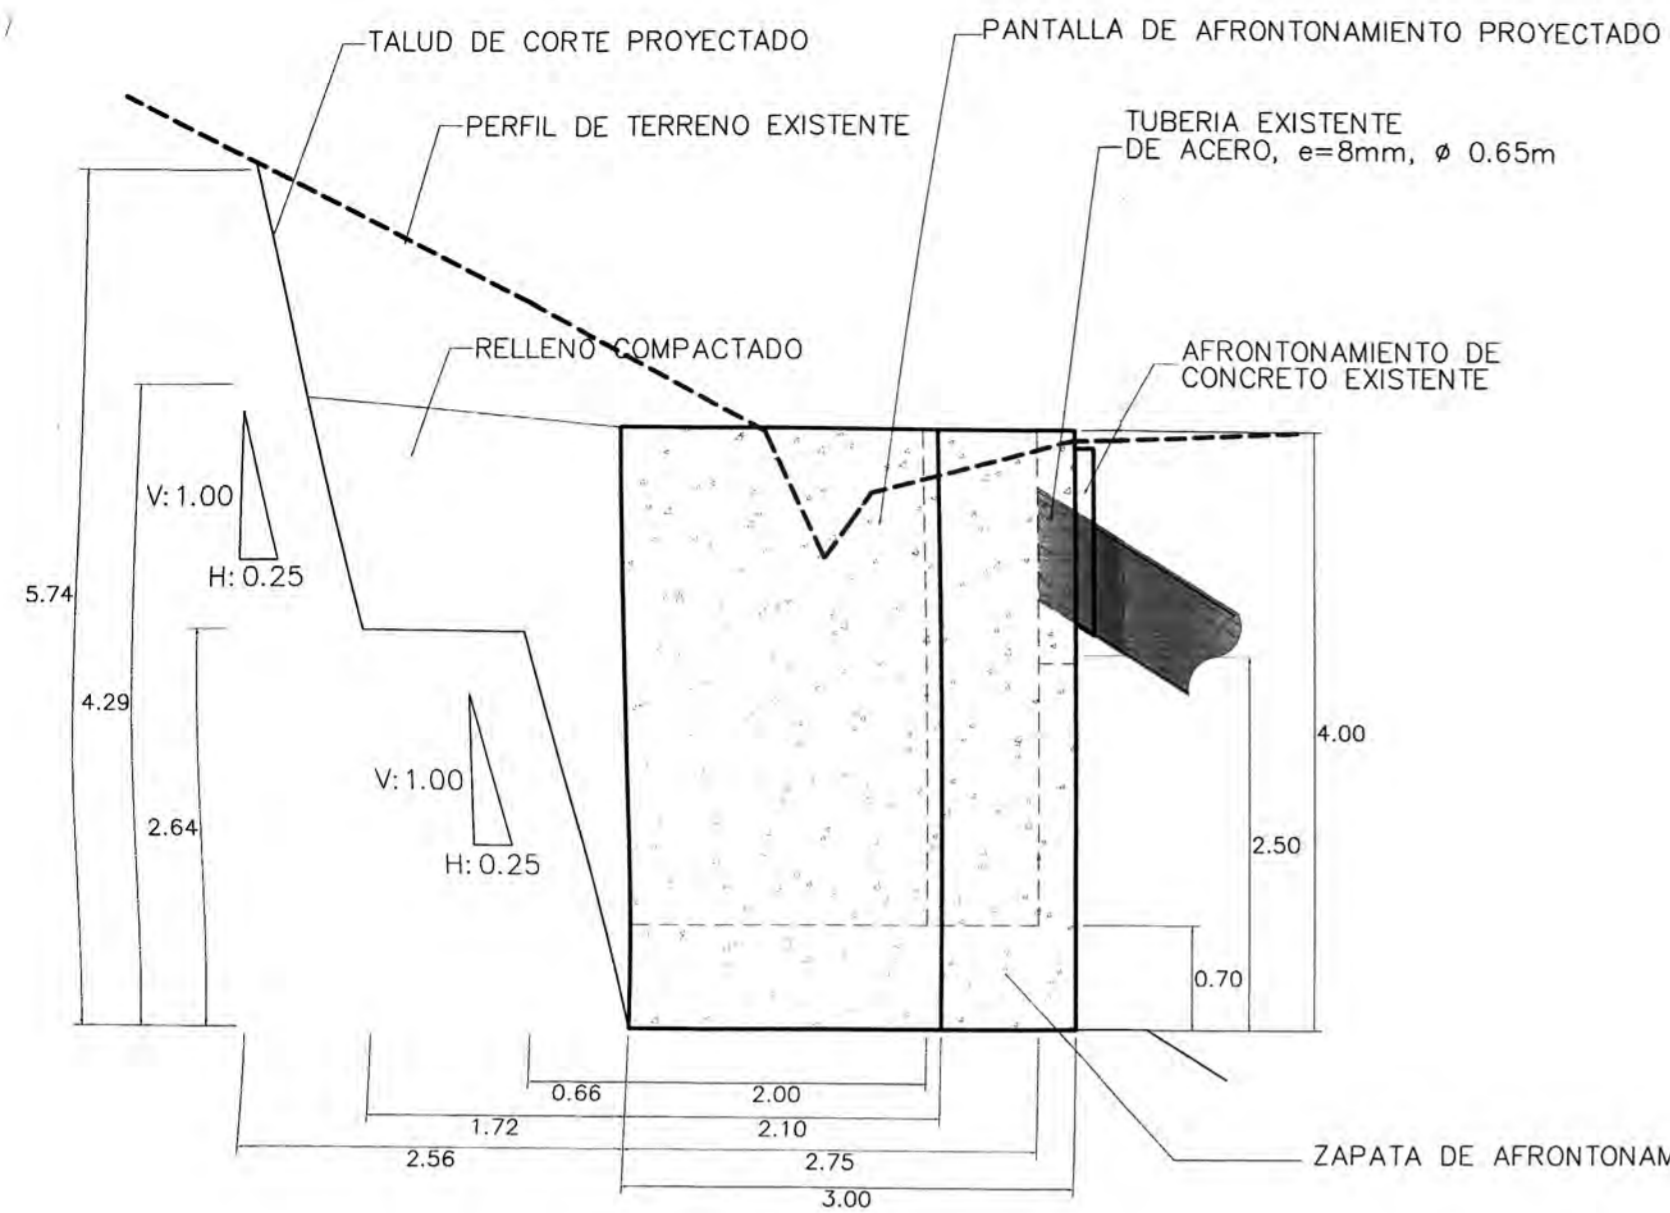 TALUD DE CORTE PROYECTADO
PANTALLA DE AFRONTONAMIENTO PROYECTADO
PERFIL DE TERRENO EXISTENTE
TUBERIA EXISTENTE
DE ACERO, e=8mm, ø 0.65m
RELLENO COMPACTADO
AFRONTONAMIENTO DE
CONCRETO EXISTENTE
V: 1.00
H: 0.25
5.74
4.29
2.64
V: 1.00
H: 0.25
4.00
2.50
0.70
0.66
2.00
1.72
2.10
2.56
2.75
3.00
ZAPATA DE AFRONTONAM